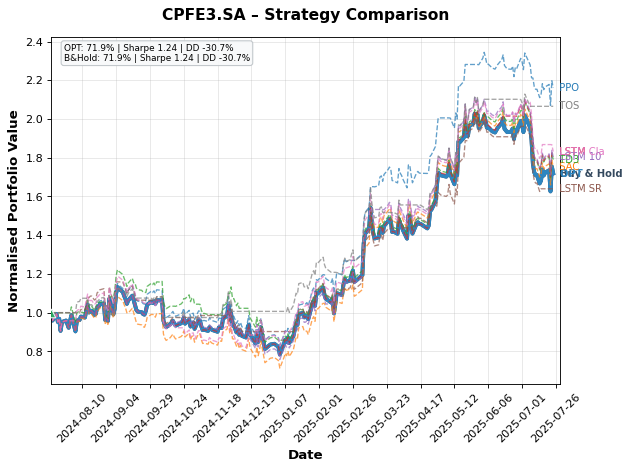 CPFE3.SA – Strategy Comparison
OPT: 71.9% | Sharpe 1.24 | DD -30.7%
B&Hold: 71.9% | Sharpe 1.24 | DD -30.7%
Normalised Portfolio Value
2.4
2.2
2.0
1.8
1.6
1.4
1.2
1.0
0.8
PPO
TOS
LSTM Cla
TD3
Buy & Hold
LSTM SR
2024-08-10
2024-09-04
2024-09-29
2024-10-24
2024-11-18
2024-12-13
2025-01-07
2025-02-01
2025-02-26
2025-03-23
2025-04-17
2025-05-12
2025-06-06
2025-07-01
2025-07-26
Date